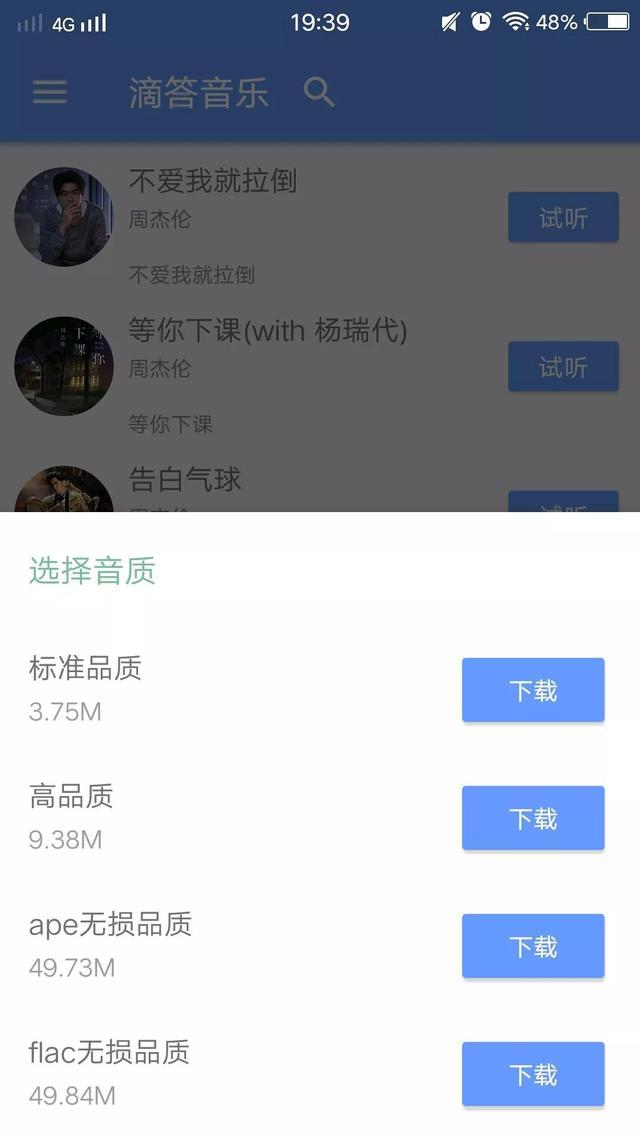 4G 19:39 48%
滴答音乐
不爱我就拉倒
周杰伦
试听
不爱我就拉倒
等你下课(with 杨瑞代)
周杰伦
试听
等你下课
告白气球
选择音质
标准品质
3.75M
下载
高品质
9.38M
下载
ape无损品质
49.73M
下载
flac无损品质
49.84M
下载